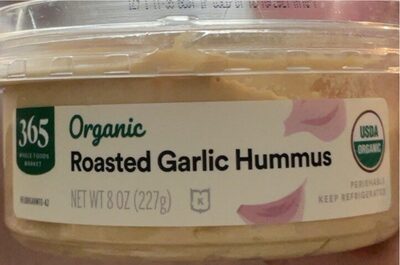 365
WHOLE FOODS
MARKET
Organic
Roasted Garlic Hummus
NET WT 8 OZ (227g)
K
USDA
ORGANIC
PERISHABLE
KEEP REFRIGERATED